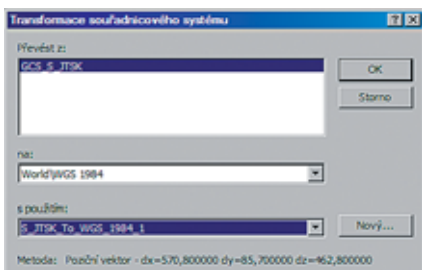 Transformace souřadnicového systému
Převést z:
GCS_S_JTSK
OK
Storno
na:
World\WGS 1984
s použitím:
S_JTSK_To_WGS_1984_1
Nový...
Metoda: Poziční vektor - dx=570,800000 dy=85,700000 dz=462,800000